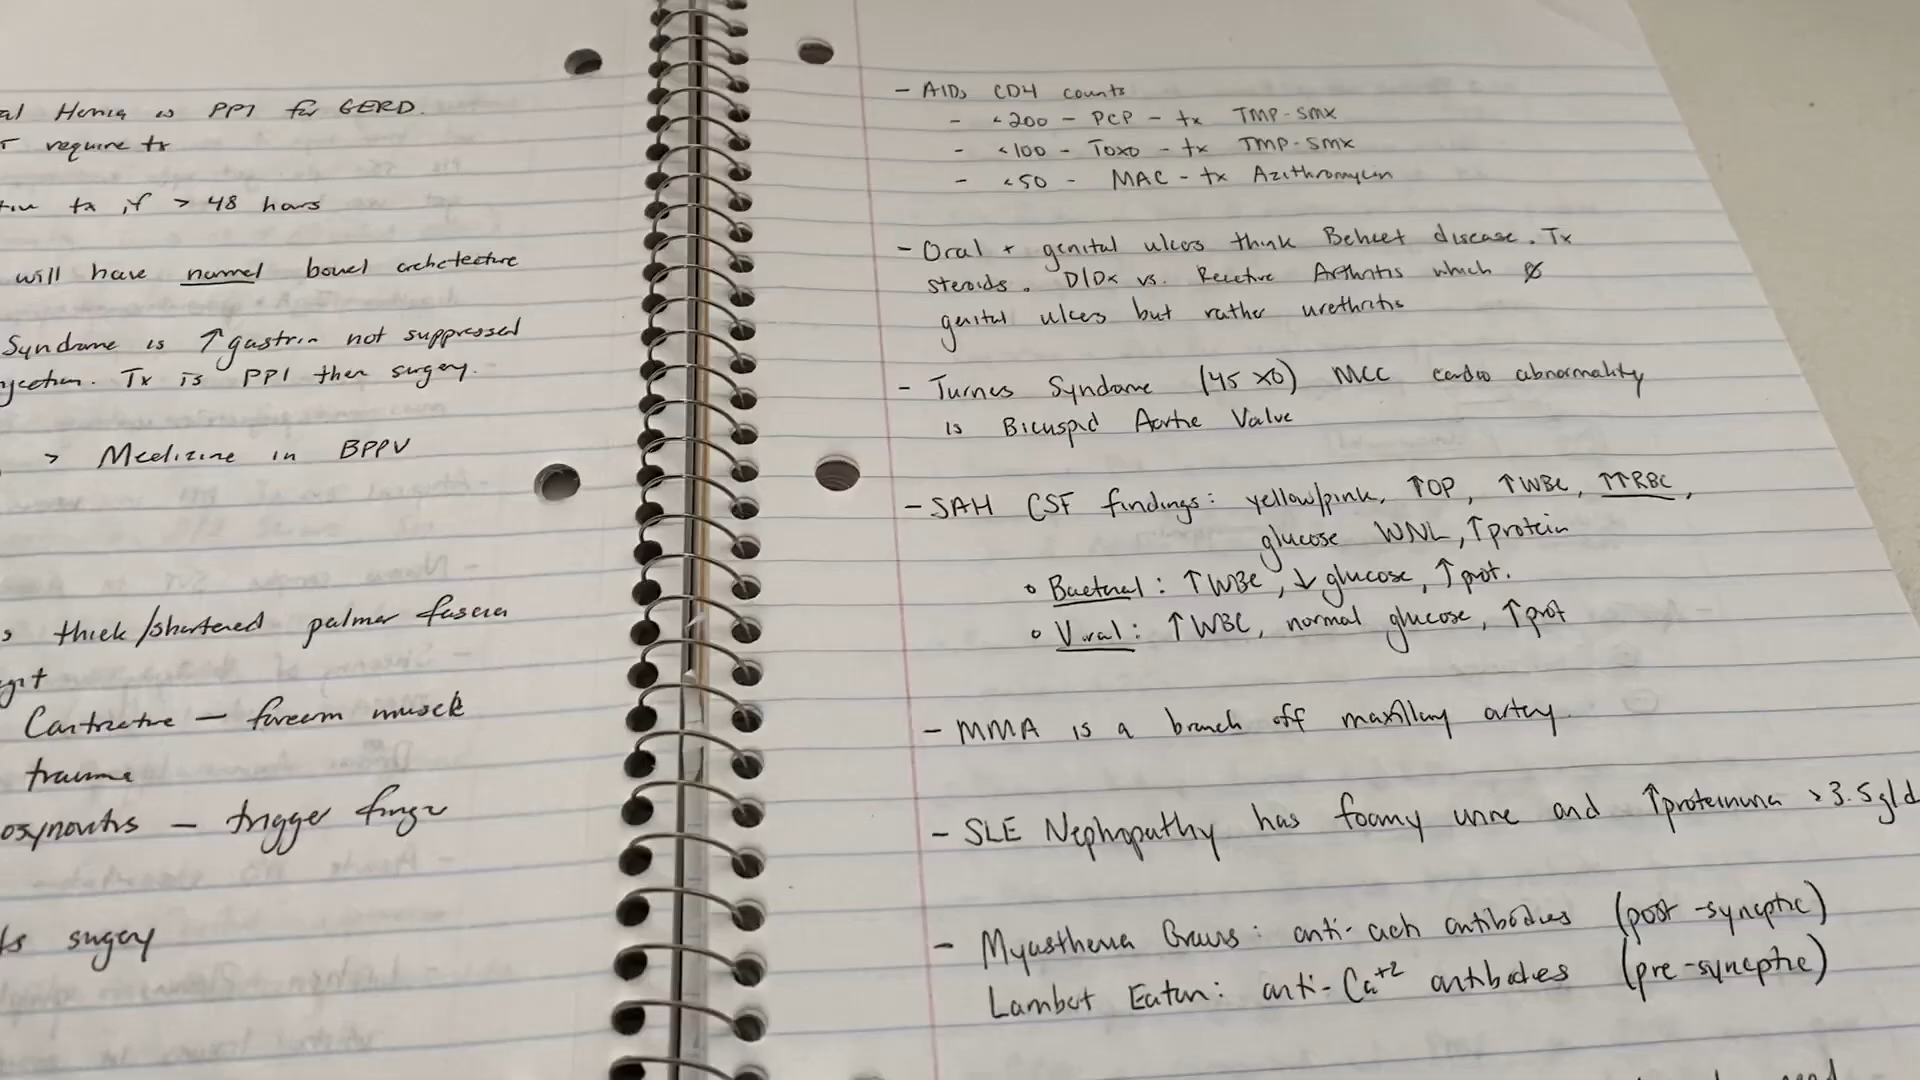 Hernia is PPI for GERD.
require tx
tx if > 48 hours
will have normal bowel archetecture
Syndrome is ↑gastrin not suppressed
Tx is PPI then surgery.
> Meclizine in BPPV
thick/shortened palmar fascia
Contracture — forearm muscle
trauma
— trigger finger
surgery
- AIDs CD4 counts
- <200 - PCP - tx TMP-SMX
- <100 - Toxo - tx TMP-SMX
- <50 - MAC - tx Azithromycin
- Oral + genital ulcers think Behcet disease. Tx
steroids. D/Dx vs. Reactive Arthritis which ∅
genital ulcers but rather urethritis
- Turner Syndrome (45 XO) MCC cardio abnormality
is Bicuspid Aortic Valve
- SAH CSF findings: yellow/pink, ↑OP, ↑WBC, ↑↑RBC,
glucose WNL, ↑protein
∘ Bacterial: ↑WBC, ↓ glucose, ↑prot.
∘ Viral: ↑WBC, normal glucose, ↑prot
- MMA is a branch off maxillary artery.
- SLE Nephropathy has foamy urine and ↑proteinuria >3.5g/d
- Myasthenia Gravis: anti-ach antibodies (post-synaptic)
Lambert Eaton: anti-Ca+2 antibodies (pre-synaptic)